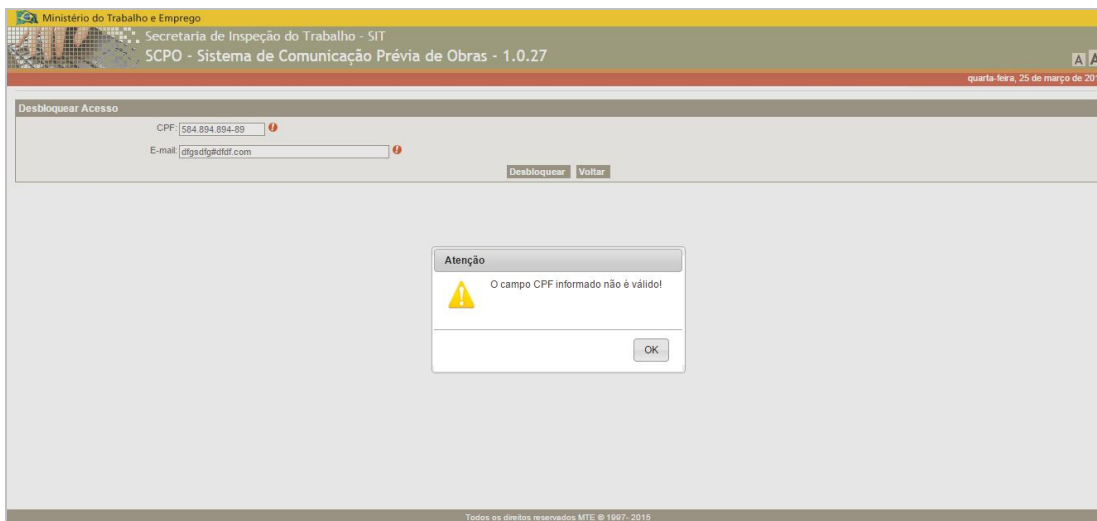 Ministério do Trabalho e Emprego
Secretaria de Inspeção do Trabalho - SIT
SCPO - Sistema de Comunicação Prévia de Obras - 1.0.27
A A
quarta-feira, 25 de março de 201
Desbloquear Acesso
CPF: 584.894.894-89
E-mail: dfgsdfg#dfdf.com
Desbloquear Voltar
Atenção
O campo CPF informado não é válido!
OK
Todos os direitos reservados MTE © 1997- 2015